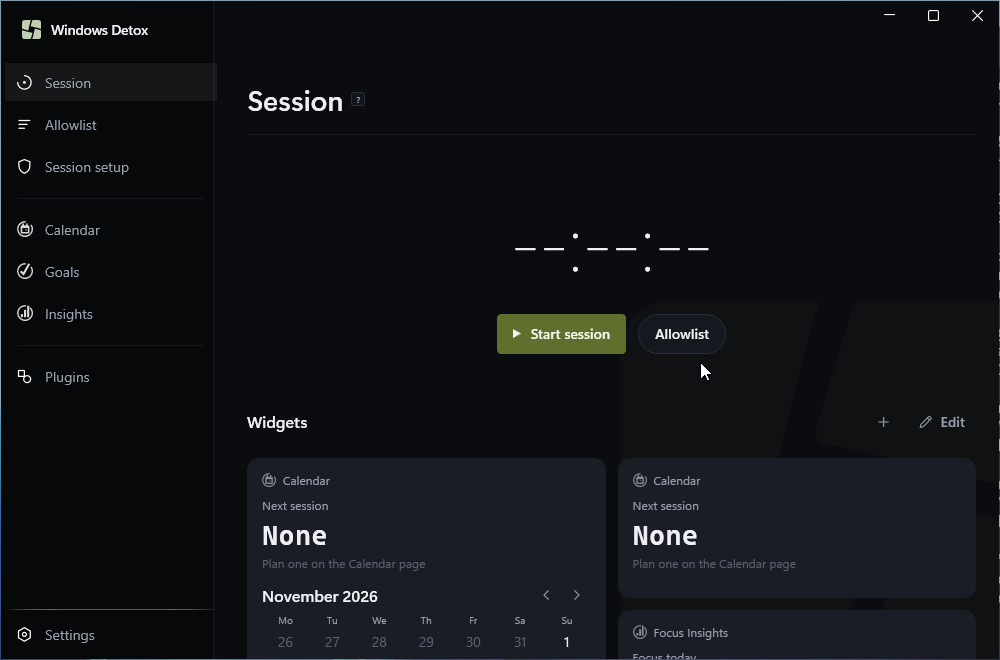 Windows Detox
Session
Allowlist
Session setup
Calendar
Goals
Insights
Plugins
Settings
Session ?
--:--:--
Start session
Allowlist
Widgets
+ Edit
Calendar
Next session
None
Plan one on the Calendar page
November 2026
Mo Tu We Th Fr Sa Su
26 27 28 29 30 31 1
Calendar
Next session
None
Plan one on the Calendar page
Focus Insights
Focus today